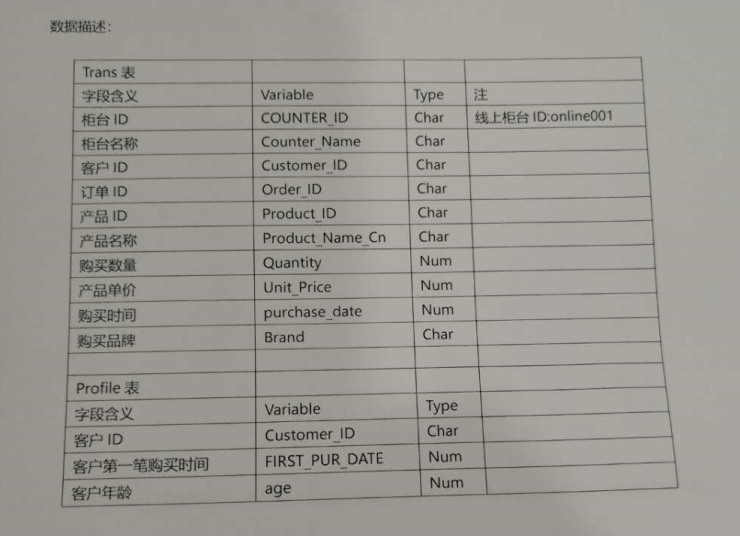 数据描述：
Trans 表
字段含义 Variable Type 注
柜台 ID COUNTER_ID Char 线上柜台 ID:online001
柜台名称 Counter_Name Char
客户 ID Customer_ID Char
订单 ID Order_ID Char
产品 ID Product_ID Char
产品名称 Product_Name_Cn Char
购买数量 Quantity Num
产品单价 Unit_Price Num
购买时间 purchase_date Num
购买品牌 Brand Char
Profile 表
字段含义 Variable Type
客户 ID Customer_ID Char
客户第一笔购买时间 FIRST_PUR_DATE Num
客户年龄 age Num